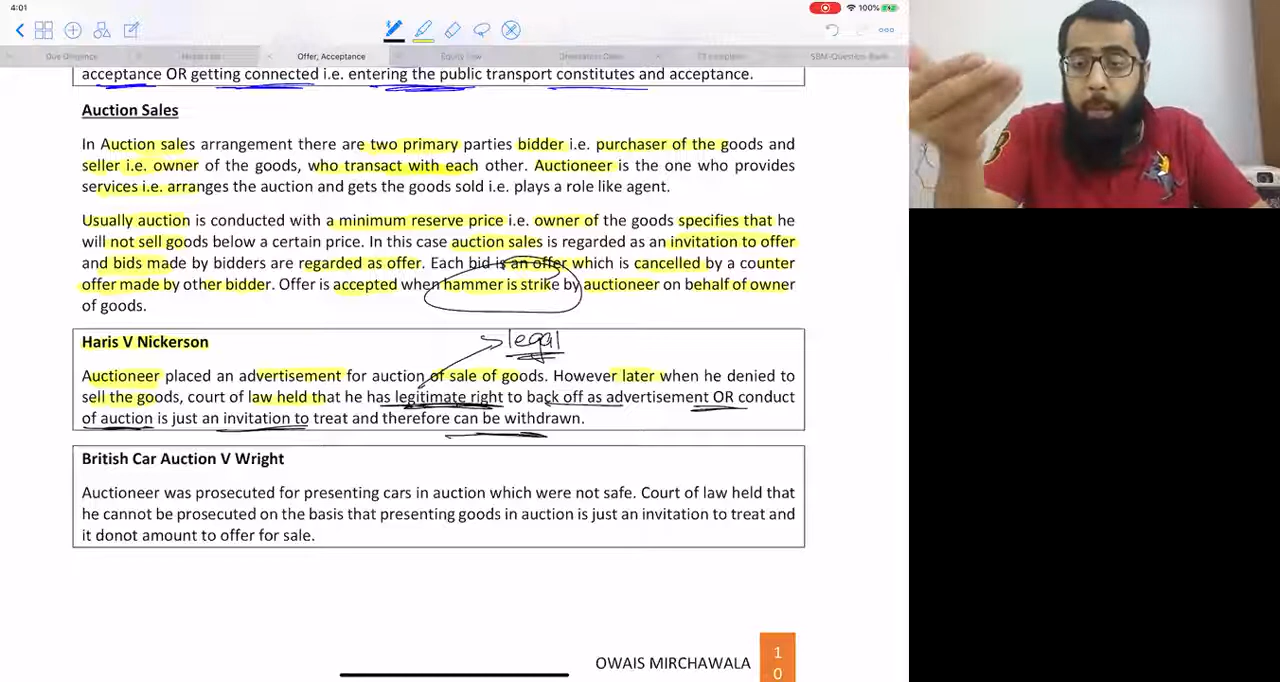 4:01
100%
Due Diligence
Offer, Acceptance
Equity Law
SBM-Question Bank
acceptance OR getting connected i.e. entering the public transport constitutes and acceptance.
Auction Sales
In Auction sales arrangement there are two primary parties bidder i.e. purchaser of the goods and
seller i.e. owner of the goods, who transact with each other. Auctioneer is the one who provides
services i.e. arranges the auction and gets the goods sold i.e. plays a role like agent.
Usually auction is conducted with a minimum reserve price i.e. owner of the goods specifies that he
will not sell goods below a certain price. In this case auction sales is regarded as an invitation to offer
and bids made by bidders are regarded as offer. Each bid is an offer which is cancelled by a counter
offer made by other bidder. Offer is accepted when hammer is strike by auctioneer on behalf of owner
of goods.
Haris V Nickerson
legal
Auctioneer placed an advertisement for auction of sale of goods. However later when he denied to
sell the goods, court of law held that he has legitimate right to back off as advertisement OR conduct
of auction is just an invitation to treat and therefore can be withdrawn.
British Car Auction V Wright
Auctioneer was prosecuted for presenting cars in auction which were not safe. Court of law held that
he cannot be prosecuted on the basis that presenting goods in auction is just an invitation to treat and
it donot amount to offer for sale.
OWAIS MIRCHAWALA
1
0